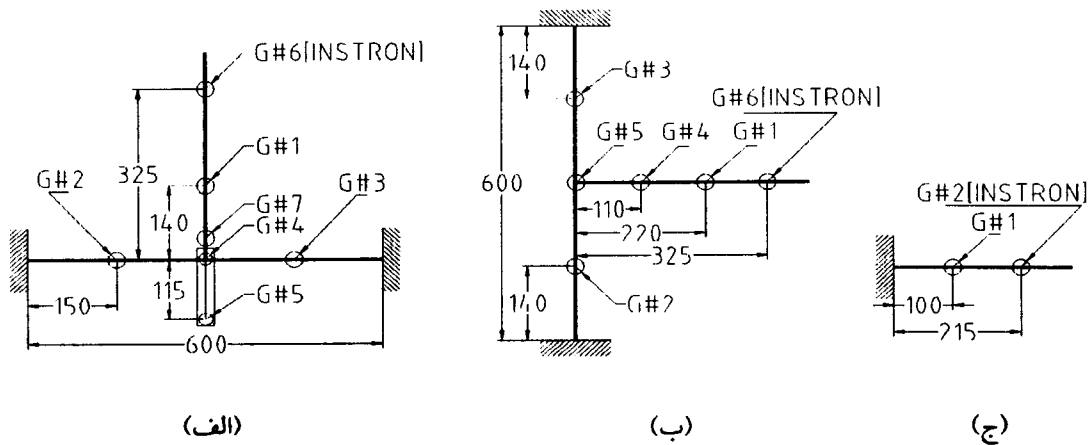 G#6[INSTRON]
G#1
G#2
325
G#3
140
G#7
G#4
115
G#5
150
600
(الف)
140
G#3
G#6[INSTRON]
G#5 G#4 G#1
600
110
220
325
140
G#2
(ب)
G#2[INSTRON]
G#1
100
215
(ج)